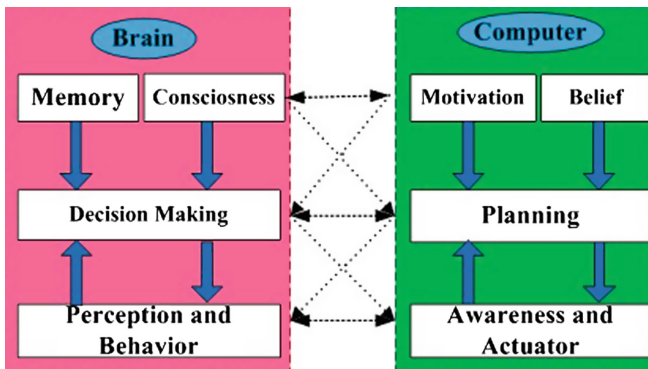 Brain
Memory
Consciosness
Decision Making
Perception and
Behavior
Computer
Motivation
Belief
Planning
Awareness and
Actuator